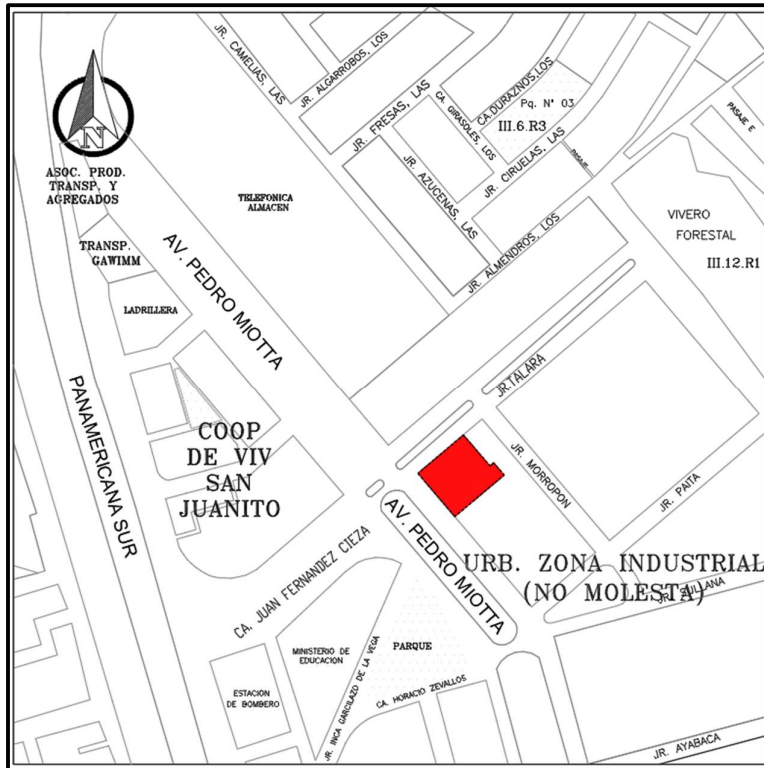 JR. CAMELIAS, LAS
JR. ALGARROBOS, LOS
JR. FRESAS, LAS
CA. GIRASOLES, LOS
CA.DURAZNOS,LOS
Pq. N° 03
III.6.R3
PASAJE E
N
ASOC. PROD.
TRANSP. Y
AGREGADOS
TELEFONICA
ALMACEN
JR. AZUCENAS, LAS
JR. CIRUELAS, LAS
PASAJE
JR. ALMENDROS, LOS
VIVERO
FORESTAL
III.12.R1
TRANSP.
GAWIMM
AV. PEDRO MIOTTA
LADRILLERA
PANAMERICANA SUR
COOP
DE VIV
SAN
JUANITO
JR.TALARA
JR. MORROPON
JR. PAITA
AV. PEDRO MIOTTA
URB. ZONA INDUSTRIAL
(NO MOLESTA)
JR. SULLANA
CA. JUAN FERNANDEZ CIEZA
MINISTERIO DE
EDUCACION
PARQUE
JR. INCA GARCILAZO DE LA VEGA
ESTACION
DE BOMBERO
CA. HORACIO ZEVALLOS
JR. AYABACA